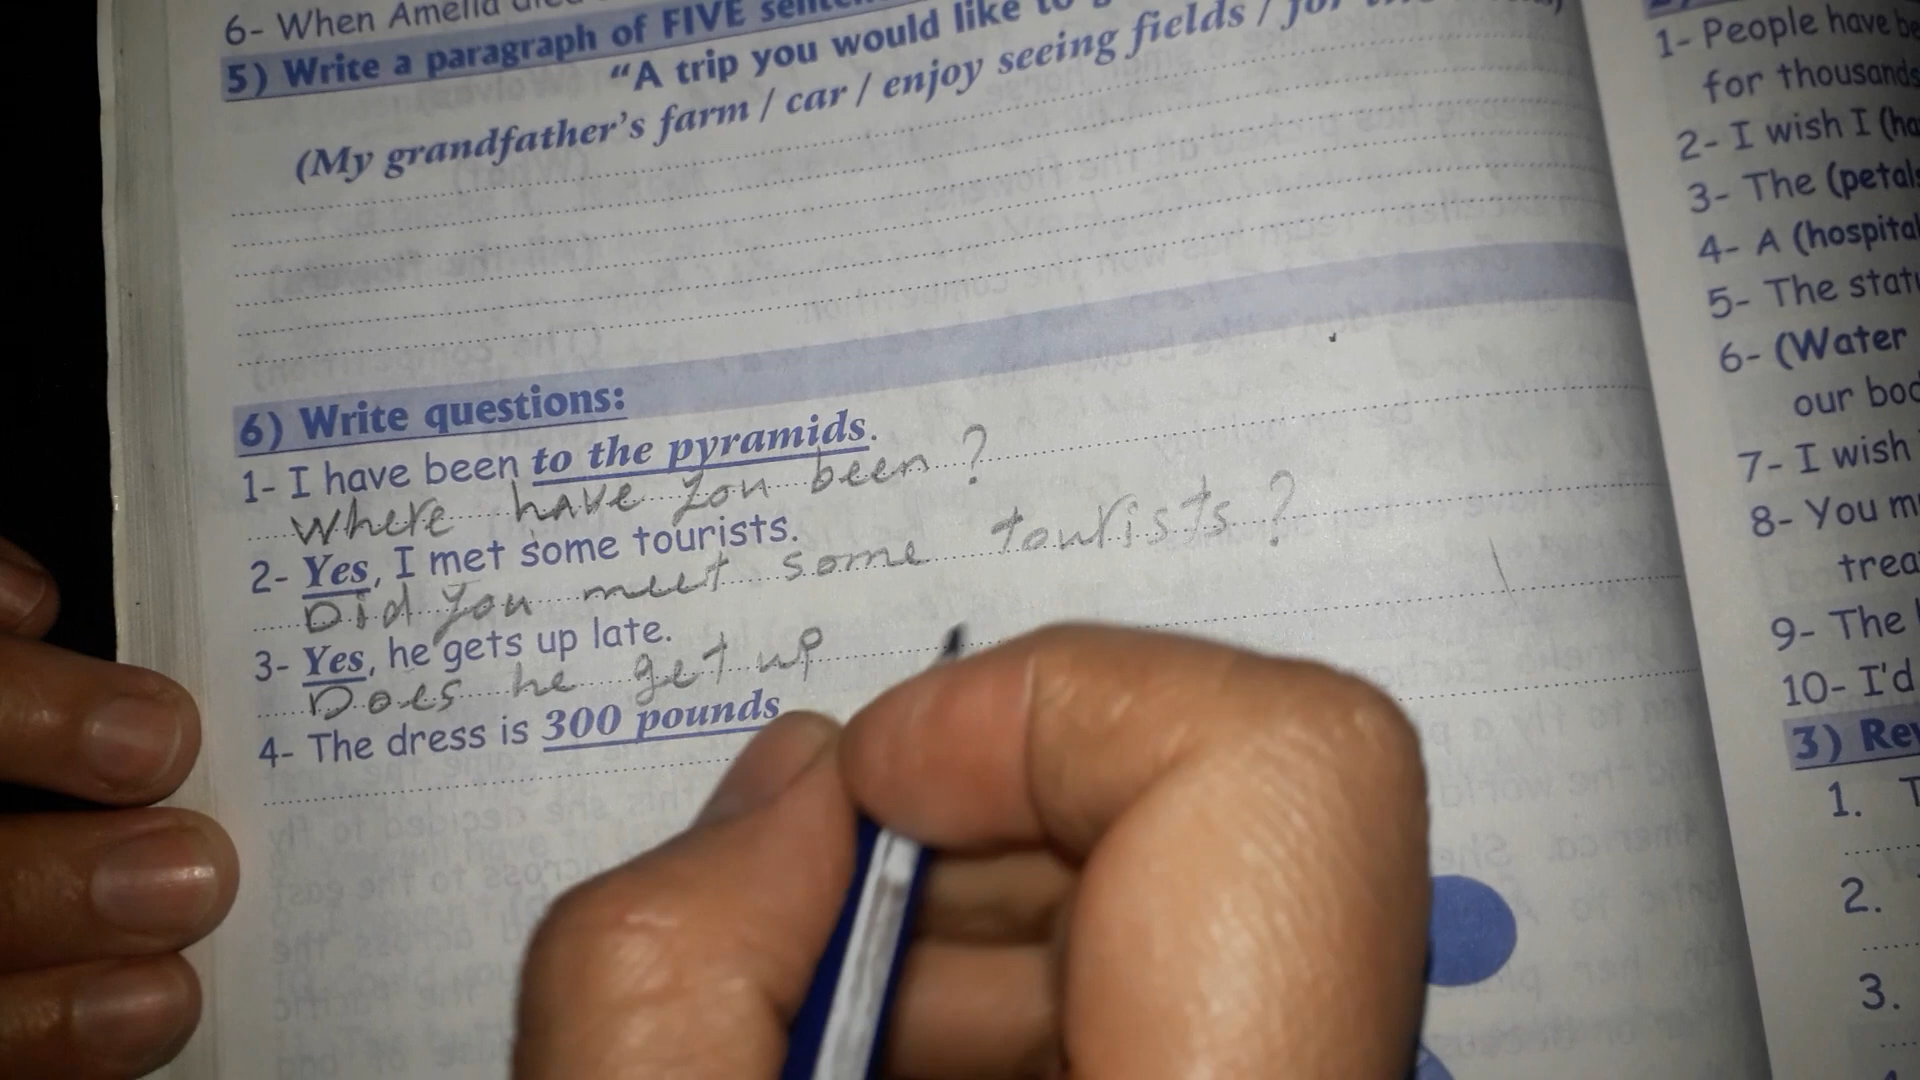 6- When Amelia
5) Write a paragraph of FIVE
"A trip you would like to
(My grandfather's farm / car / enjoy seeing fields /
6) Write questions:
1- I have been to the pyramids.
Where have you been ?
2- Yes, I met some tourists.
Did you meet some tourists ?
3- Yes, he gets up late.
Does he get up
4- The dress is 300 pounds
1- People have
for thousands
2- I wish I
3- The (petals
4- A (hospital
5- The
6- (Water
our
7- I wish
8- You
9- The
10- I'd
3)
1.
2.
3.